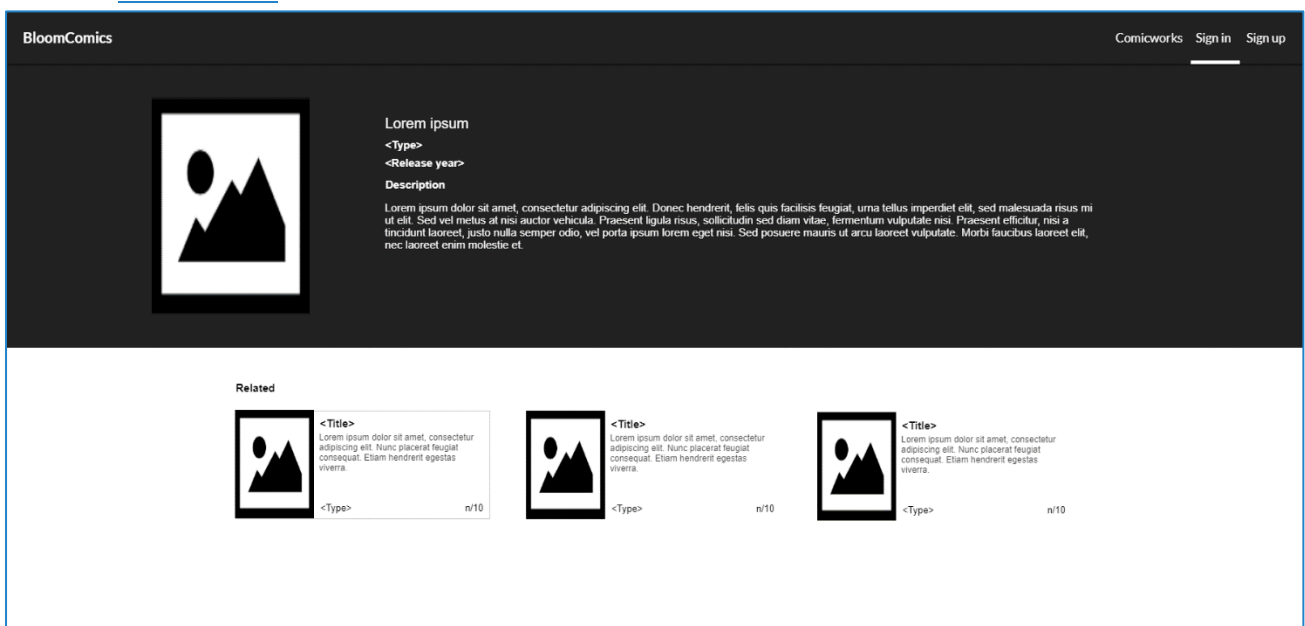 BloomComics
Comicworks Sign in Sign up
Lorem ipsum
<Type>
<Release year>
Description
Lorem ipsum dolor sit amet, consectetur adipiscing elit. Donec hendrerit, felis quis facilisis feugiat, urna tellus imperdiet elit, sed malesuada risus mi
ut elit. Sed vel metus at nisi auctor vehicula. Praesent ligula risus, sollicitudin sed diam vitae, fermentum vulputate nisi. Praesent efficitur, nisi a
tincidunt laoreet, justo nulla semper odio, vel porta ipsum lorem eget nisi. Sed posuere mauris ut arcu laoreet vulputate. Morbi faucibus laoreet elit,
nec laoreet enim molestie et.
Related
<Title>
Lorem ipsum dolor sit amet, consectetur
adipiscing elit. Nunc placerat feugiat
consequat. Etiam hendrerit egestas
viverra.
<Type> n/10
<Title>
Lorem ipsum dolor sit amet, consectetur
adipiscing elit. Nunc placerat feugiat
consequat. Etiam hendrerit egestas
viverra.
<Type> n/10
<Title>
Lorem ipsum dolor sit amet, consectetur
adipiscing elit. Nunc placerat feugiat
consequat. Etiam hendrerit egestas
viverra.
<Type> n/10